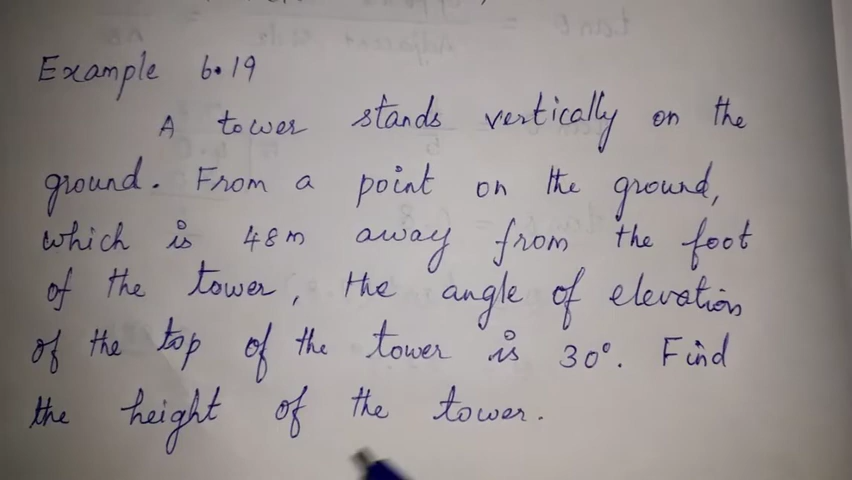 Example 6.19
A tower stands vertically on the
ground. From a point on the ground,
which is 48m away from the foot
of the tower, the angle of elevation
of the top of the tower is 30°. Find
the height of the tower.